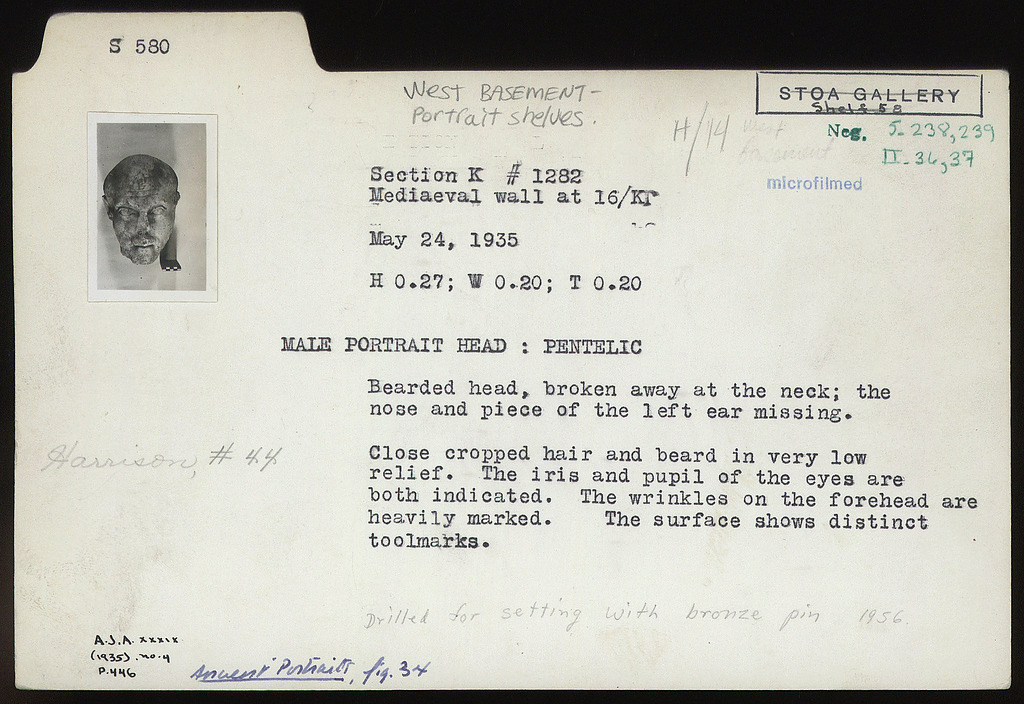 S 580
West BASEMENT-
Portrait shelves.
STOA GALLERY
Shelf 58
H/14
West
basement
Neg. 5-238,239
II-36,37
microfilmed
Section K # 1282
Mediaeval wall at 16/KΓ
May 24, 1935
H 0.27; W 0.20; T 0.20
MALE PORTRAIT HEAD : PENTELIC
Bearded head, broken away at the neck; the
nose and piece of the left ear missing.
Harrison, # 44
Close cropped hair and beard in very low
relief. The iris and pupil of the eyes are
both indicated. The wrinkles on the forehead are
heavily marked. The surface shows distinct
toolmarks.
Drilled for setting with bronze pin 1956.
A.J.A. XXXIX
(1935). no.4
P.446
Ancient Portraits, fig. 34